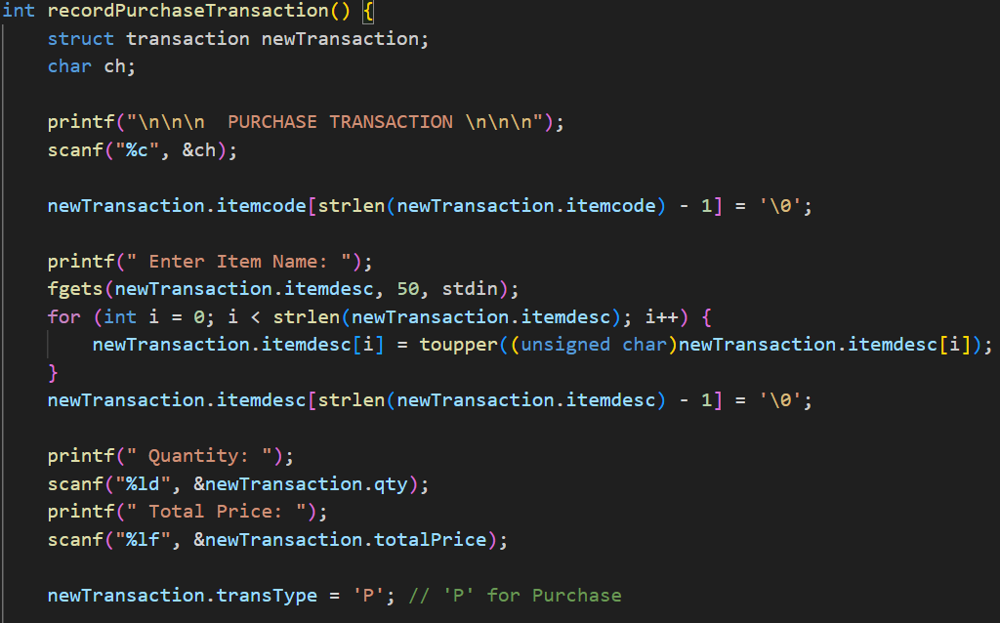 int recordPurchaseTransaction() {
    struct transaction newTransaction;
    char ch;

    printf("\n\n\n  PURCHASE TRANSACTION \n\n\n");
    scanf("%c", &ch);

    newTransaction.itemcode[strlen(newTransaction.itemcode) - 1] = '\0';

    printf(" Enter Item Name: ");
    fgets(newTransaction.itemdesc, 50, stdin);
    for (int i = 0; i < strlen(newTransaction.itemdesc); i++) {
        newTransaction.itemdesc[i] = toupper((unsigned char)newTransaction.itemdesc[i]);
    }
    newTransaction.itemdesc[strlen(newTransaction.itemdesc) - 1] = '\0';

    printf(" Quantity: ");
    scanf("%ld", &newTransaction.qty);
    printf(" Total Price: ");
    scanf("%lf", &newTransaction.totalPrice);

    newTransaction.transType = 'P'; // 'P' for Purchase